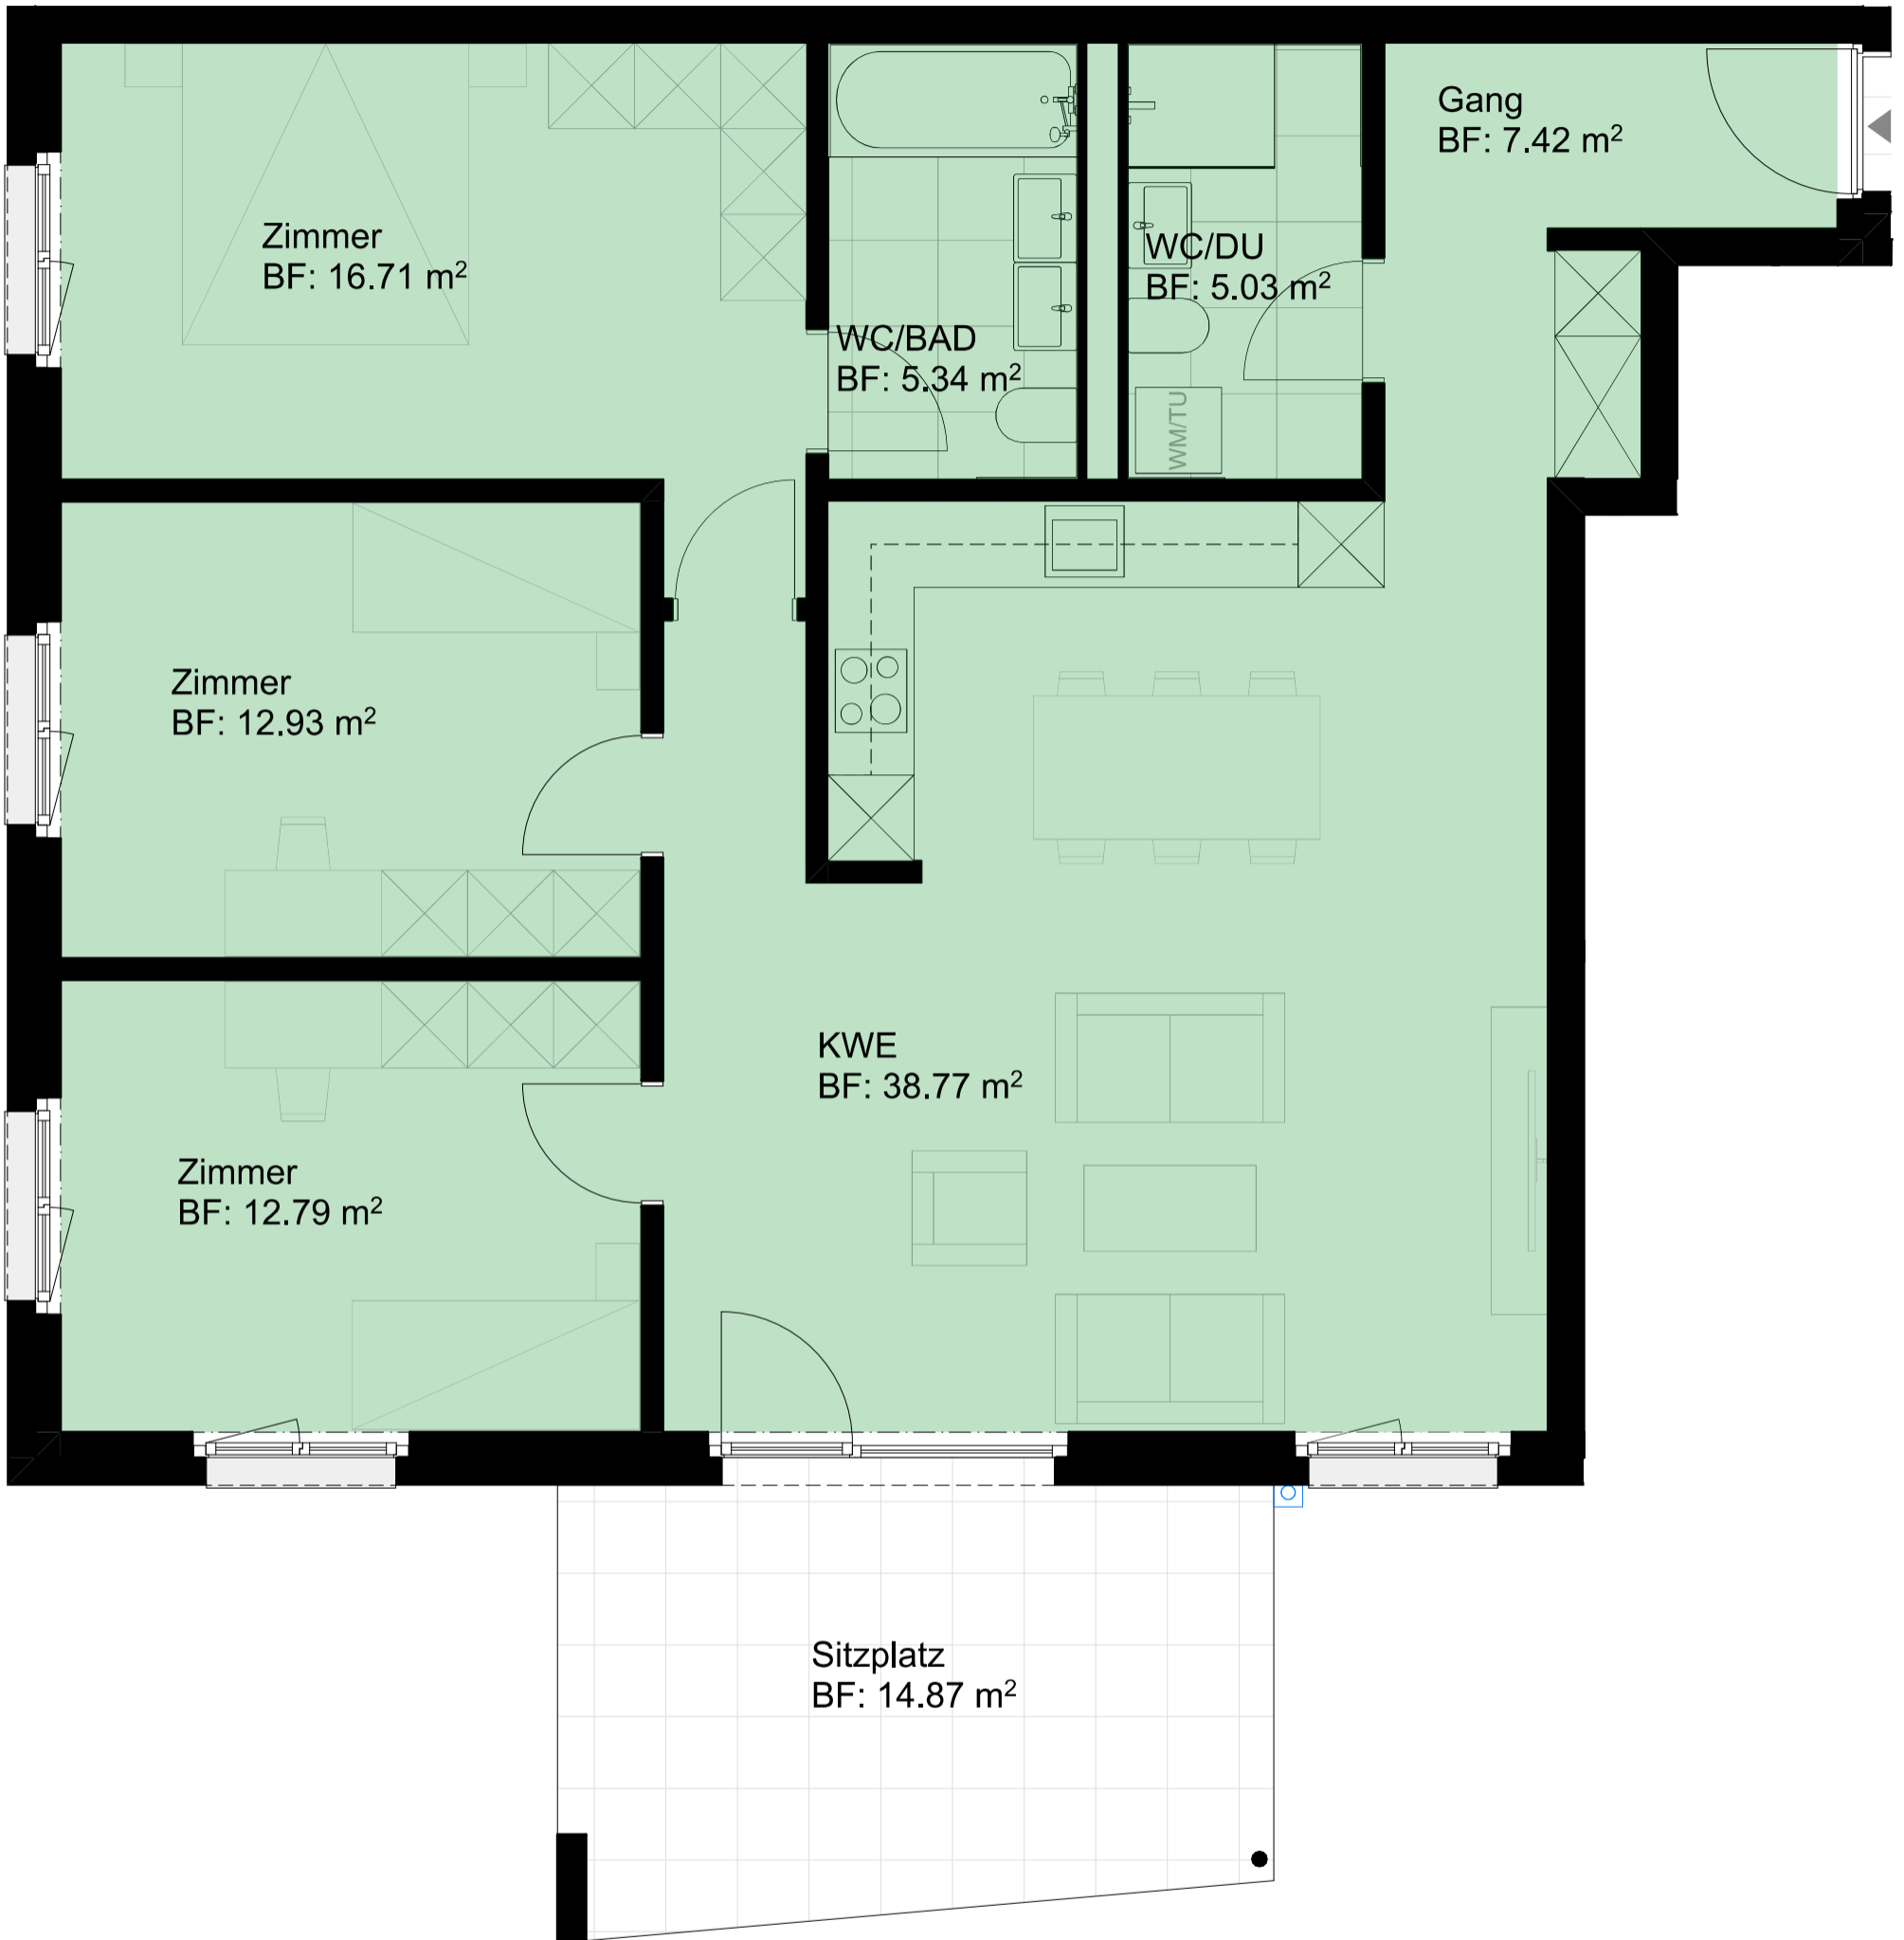 Gang
BF: 7.42 m²
Zimmer
BF: 16.71 m²
WC/DU
BF: 5.03 m²
WC/BAD
BF: 5.34 m²
WM/TU
Zimmer
BF: 12.93 m²
KWE
BF: 38.77 m²
Zimmer
BF: 12.79 m²
Sitzplatz
BF: 14.87 m²